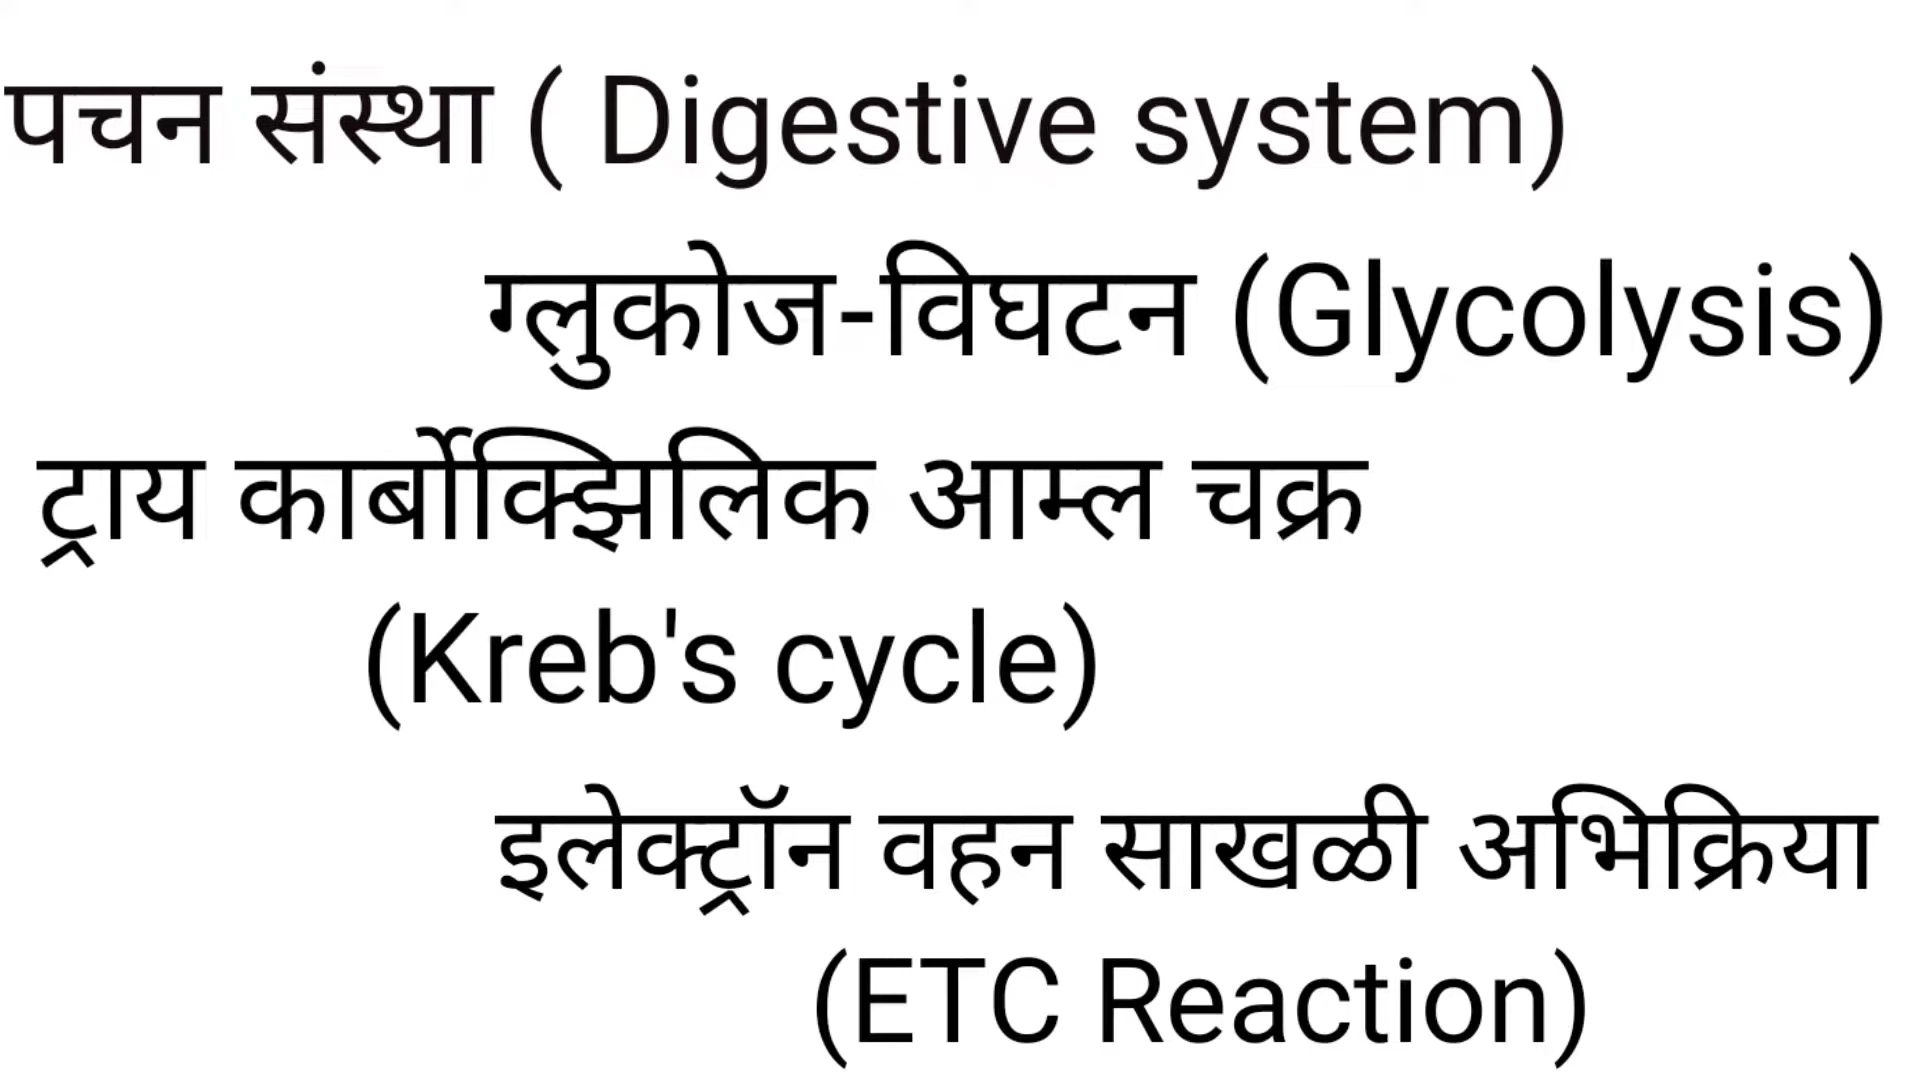 पचन संस्था ( Digestive system)
ग्लुकोज-विघटन (Glycolysis)
ट्राय कार्बोक्झिलिक आम्ल चक्र
(Kreb's cycle)
इलेक्ट्रॉन वहन साखळी अभिक्रिया
(ETC Reaction)